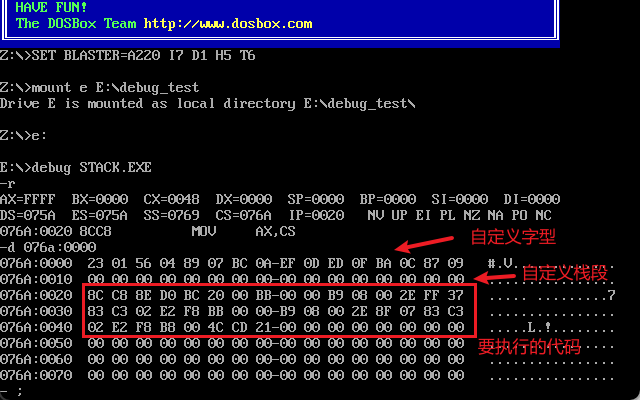 HAVE FUN!
The DOSBox Team http://www.dosbox.com
Z:\>SET BLASTER=A220 I7 D1 H5 T6
Z:\>mount e E:\debug_test
Drive E is mounted as local directory E:\debug_test\
Z:\>e:
E:\>debug STACK.EXE
-r
AX=FFFF BX=0000 CX=0048 DX=0000 SP=0000 BP=0000 SI=0000 DI=0000
DS=075A ES=075A SS=0769 CS=076A IP=0020 NV UP EI PL NZ NA PO NC
076A:0020 8CC8 MOV AX,CS
-d 076a:0000
自定义字型
076A:0000 23 01 56 04 89 07 BC 0A-EF 0D ED 0F BA 0C 87 09 #.V.............
076A:0010 00 00 00 00 00 00 00 00-00 00 00 00 00 00 00 00 ................
自定义栈段
076A:0020 8C C8 8E D0 BC 20 00 BB-00 00 B9 08 00 2E FF 37 ..... .........7
076A:0030 83 C3 02 E2 F8 BB 00 00-B9 08 00 2E 8F 07 83 C3 ................
076A:0040 02 E2 F8 B8 00 4C CD 21-00 00 00 00 00 00 00 00 .....L.!........
要执行的代码
076A:0050 00 00 00 00 00 00 00 00-00 00 00 00 00 00 00 00 ................
076A:0060 00 00 00 00 00 00 00 00-00 00 00 00 00 00 00 00 ................
076A:0070 00 00 00 00 00 00 00 00-00 00 00 00 00 00 00 00 ................
- ;